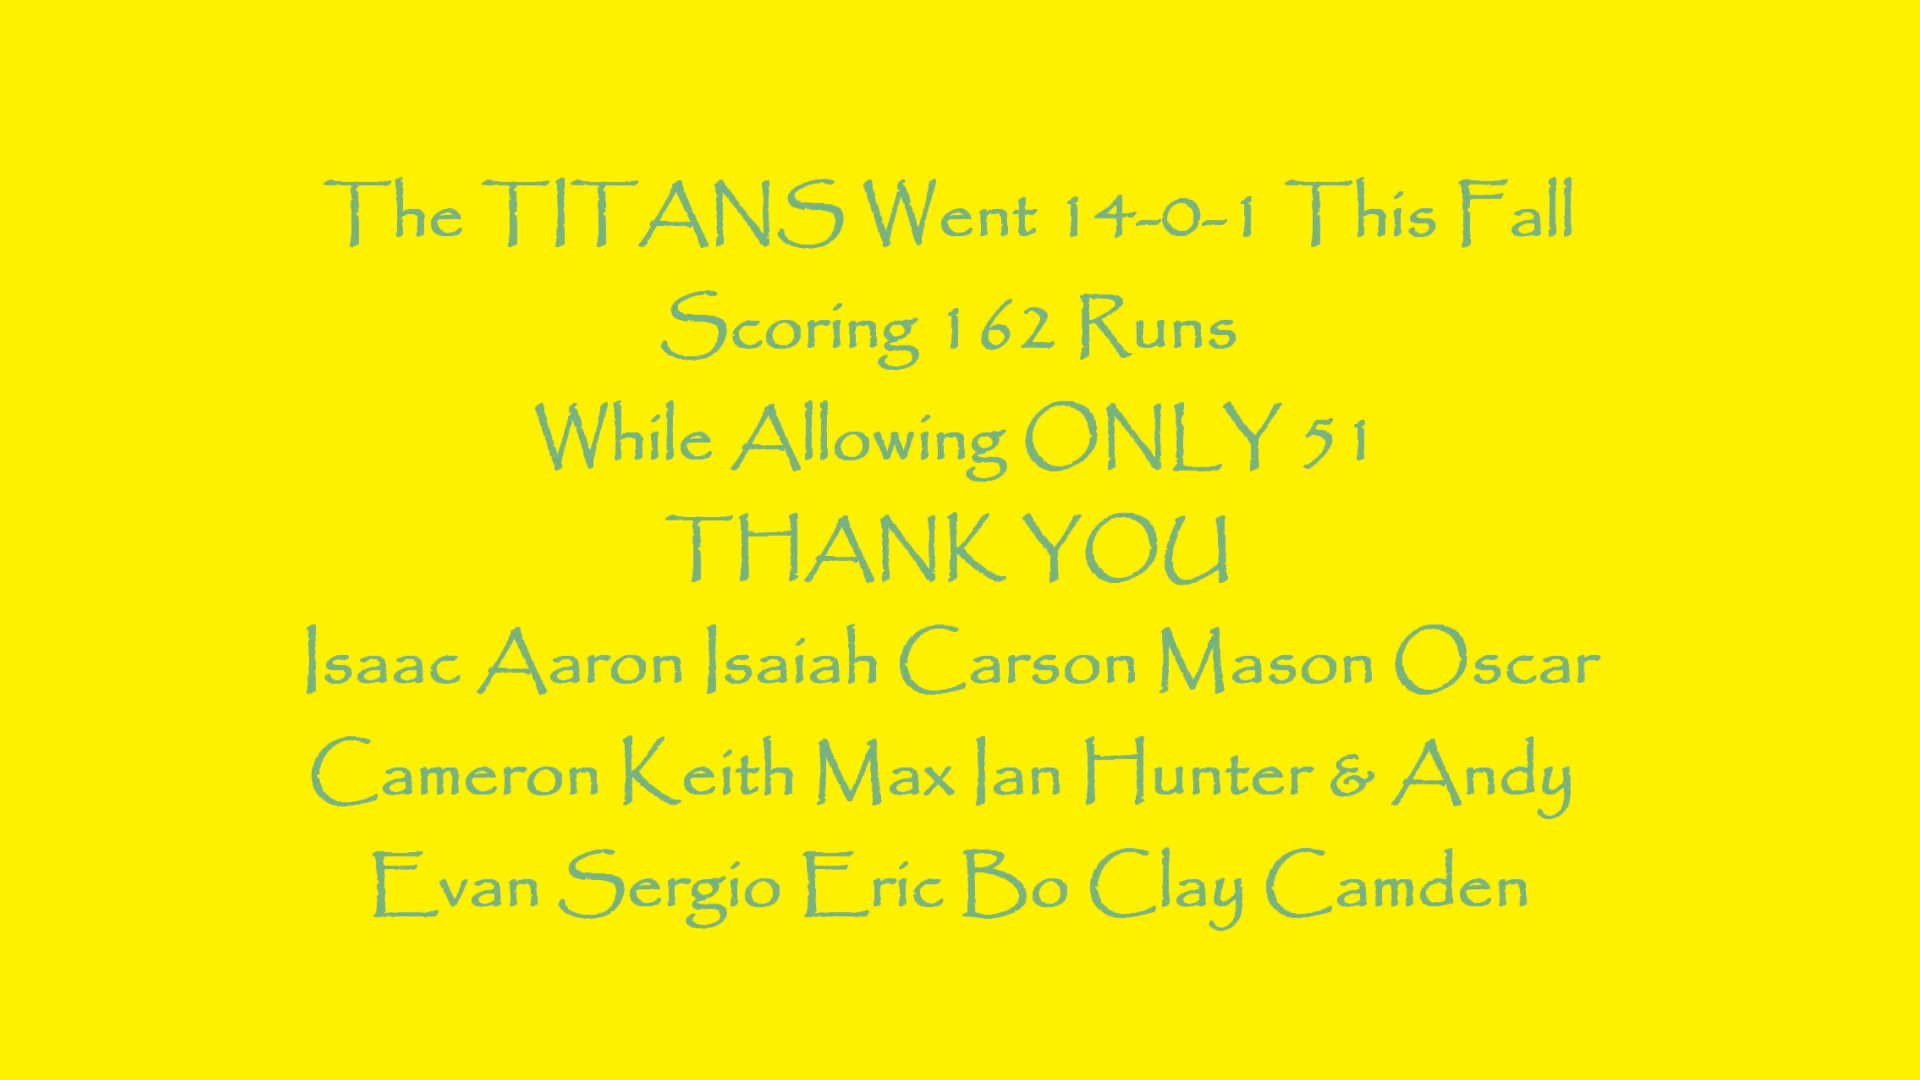 The TITANS Went 14-0-1 This Fall
Scoring 162 Runs
While Allowing ONLY 51
THANK YOU
Isaac Aaron Isaiah Carson Mason Oscar
Cameron Keith Max Ian Hunter & Andy
Evan Sergio Eric Bo Clay Camden